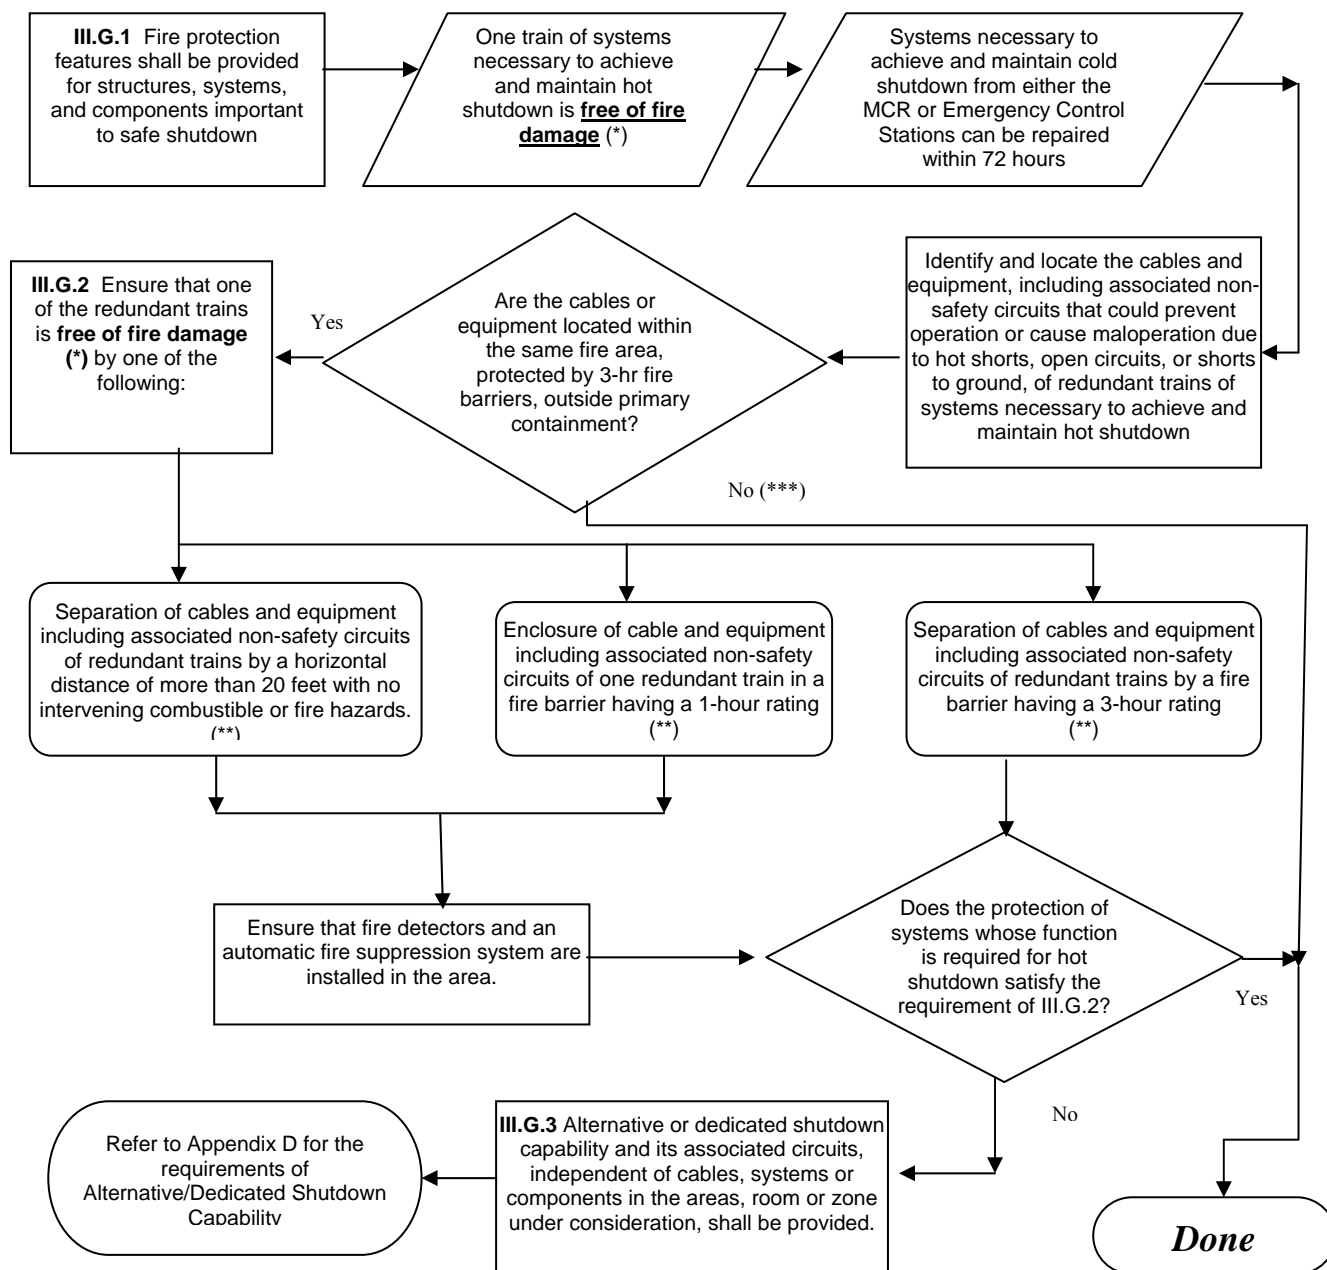 III.G.1 Fire protection
features shall be provided
for structures, systems,
and components important
to safe shutdown
One train of systems
necessary to achieve
and maintain hot
shutdown is free of fire
damage (*)
Systems necessary to
achieve and maintain cold
shutdown from either the
MCR or Emergency Control
Stations can be repaired
within 72 hours
III.G.2 Ensure that one
of the redundant trains
is free of fire damage
(*) by one of the
following:
Yes
Are the cables or
equipment located within
the same fire area,
protected by 3-hr fire
barriers, outside primary
containment?
Identify and locate the cables and
equipment, including associated non-
safety circuits that could prevent
operation or cause maloperation due
to hot shorts, open circuits, or shorts
to ground, of redundant trains of
systems necessary to achieve and
maintain hot shutdown
No (***)
Separation of cables and equipment
including associated non-safety circuits
of redundant trains by a horizontal
distance of more than 20 feet with no
intervening combustible or fire hazards.
(**)
Enclosure of cable and equipment
including associated non-safety
circuits of one redundant train in a
fire barrier having a 1-hour rating
(**)
Separation of cables and equipment
including associated non-safety
circuits of redundant trains by a fire
barrier having a 3-hour rating
(**)
Ensure that fire detectors and an
automatic fire suppression system are
installed in the area.
Does the protection of
systems whose function
is required for hot
shutdown satisfy the
requirement of III.G.2?
Yes
No
Refer to Appendix D for the
requirements of
Alternative/Dedicated Shutdown
Capability
III.G.3 Alternative or dedicated shutdown
capability and its associated circuits,
independent of cables, systems or
components in the areas, room or zone
under consideration, shall be provided.
Done